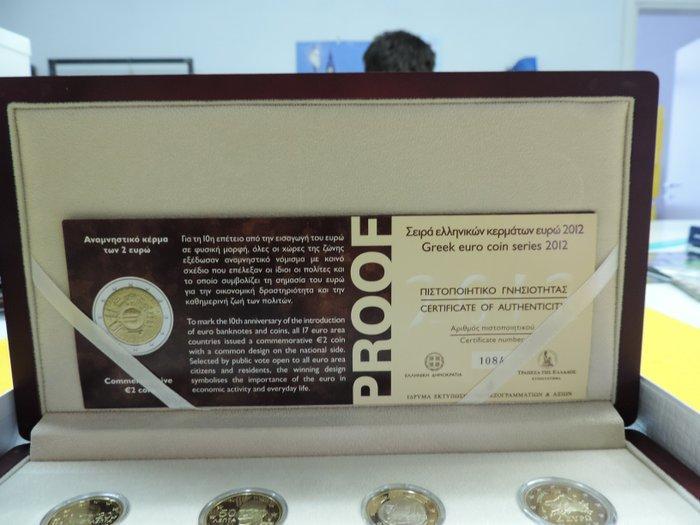 Αναμνηστικό κέρμα
των 2 ευρώ
Για τη 10η επέτειο από την εισαγωγή του ευρώ
σε φυσική μορφή, όλες οι χώρες της ζώνης
εξέδωσαν αναμνηστικό νόμισμα με κοινό
σχέδιο που επέλεξαν οι ίδιοι οι πολίτες και
το οποίο συμβολίζει τη σημασία του ευρώ
για την οικονομική δραστηριότητα και την
καθημερινή ζωή των πολιτών.
To mark the 10th anniversary of the introduction
of euro banknotes and coins, all 17 euro area
countries issued a commemorative €2 coin
with a common design on the national side.
Selected by public vote open to all euro area
citizens and residents, the winning design
symbolises the importance of the euro in
economic activity and everyday life.
€2
PROOF
Σειρά ελληνικών κερμάτων ευρώ 2012
Greek euro coin series 2012
ΠΙΣΤΟΠΟΙΗΤΙΚΟ ΓΝΗΣΙΟΤΗΤΑΣ
CERTIFICATE OF AUTHENTICITY
Αριθμός πιστοποιητικού
Certificate number
108
ΕΛΛΗΝΙΚΗ ΔΗΜΟΚΡΑΤΙΑ
ΤΡΑΠΕΖΑ ΤΗΣ ΕΛΛΑΔΟΣ
ΙΔΡΥΜΑ & ΑΞΙΩΝ